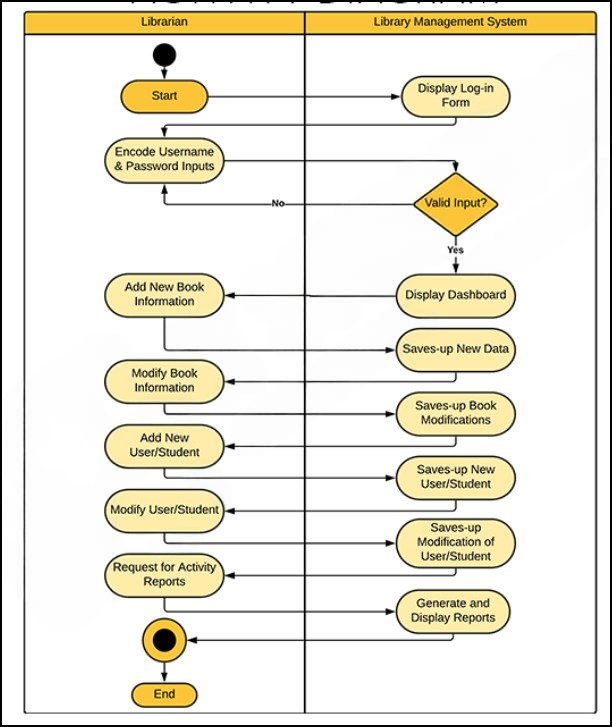 Librarian
Library Management System
Start
Display Log-in
Form
Encode Username
& Password Inputs
Valid Input?
No
Yes
Add New Book
Information
Display Dashboard
Saves-up New Data
Modify Book
Information
Saves-up Book
Modifications
Add New
User/Student
Saves-up New
User/Student
Modify User/Student
Saves-up
Modification of
User/Student
Request for Activity
Reports
Generate and
Display Reports
End